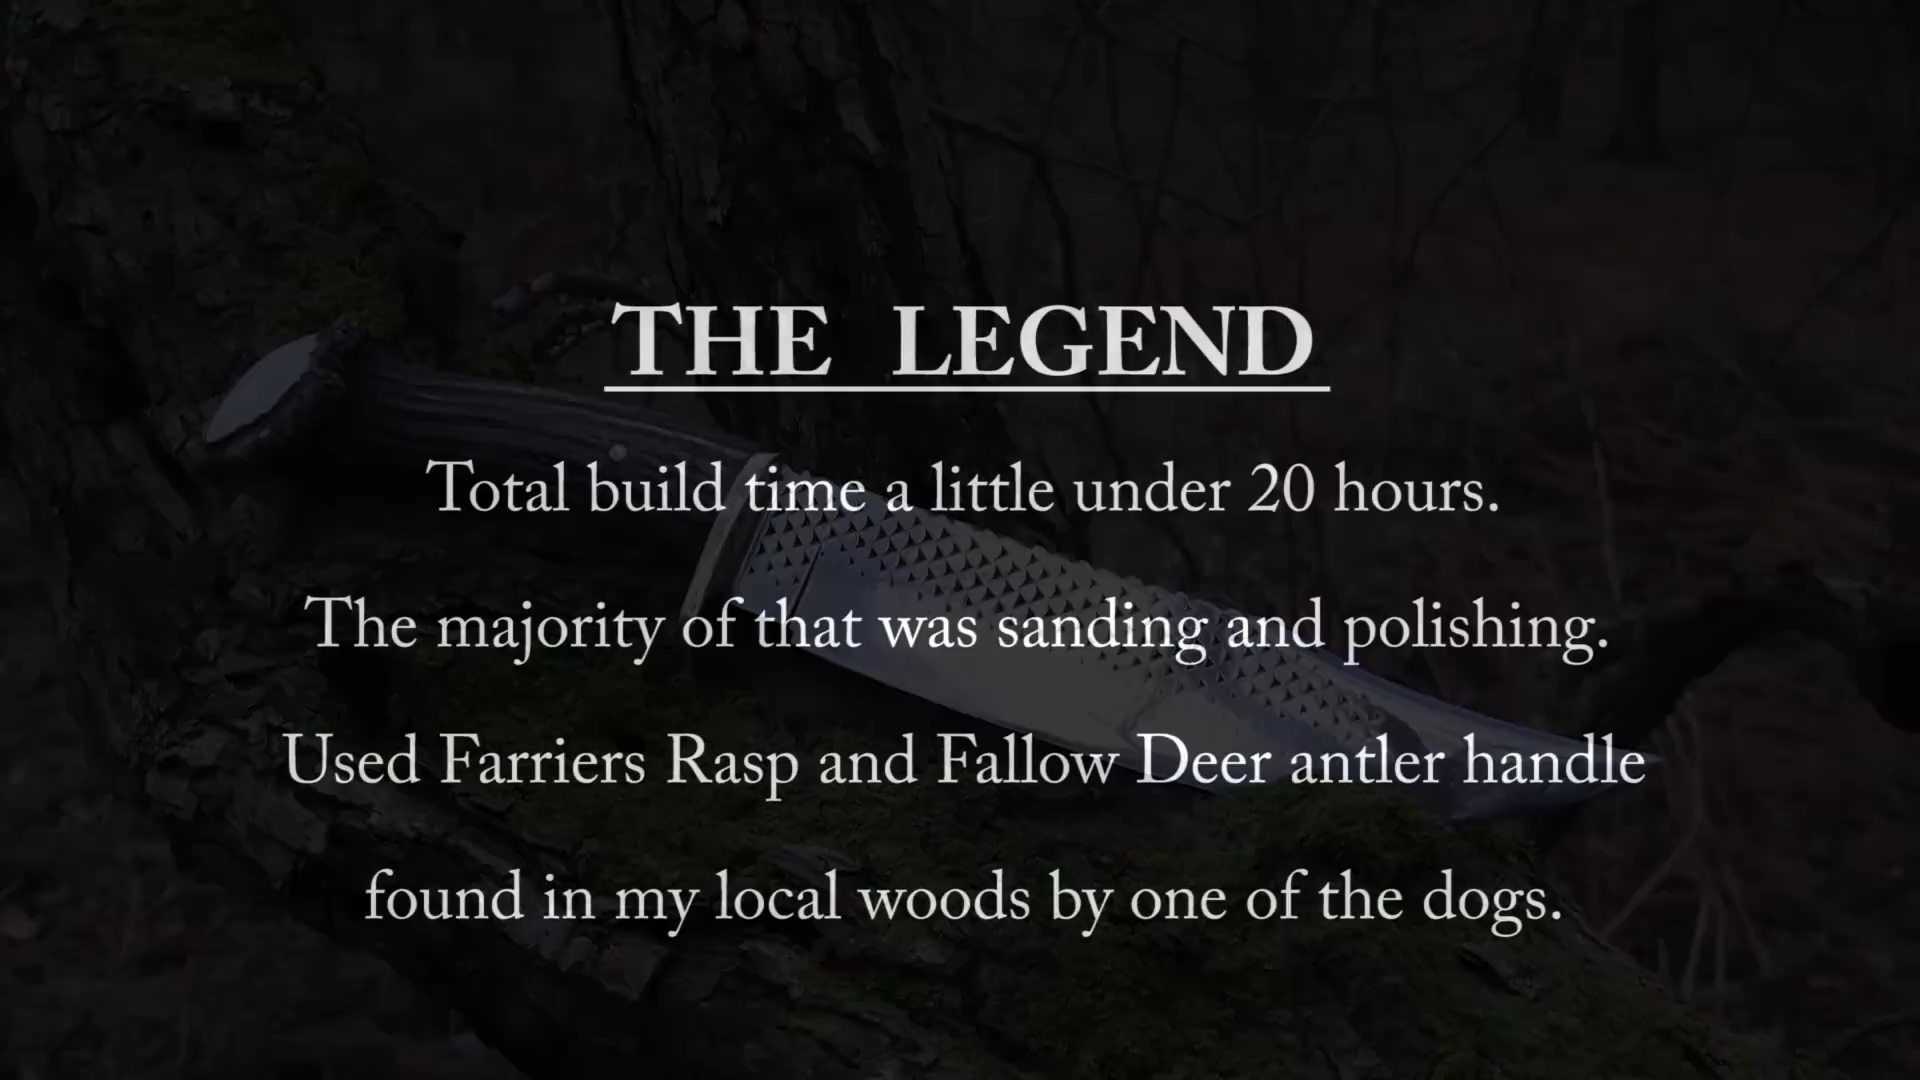 THE LEGEND
Total build time a little under 20 hours.
The majority of that was sanding and polishing.
Used Farriers Rasp and Fallow Deer antler handle
found in my local woods by one of the dogs.